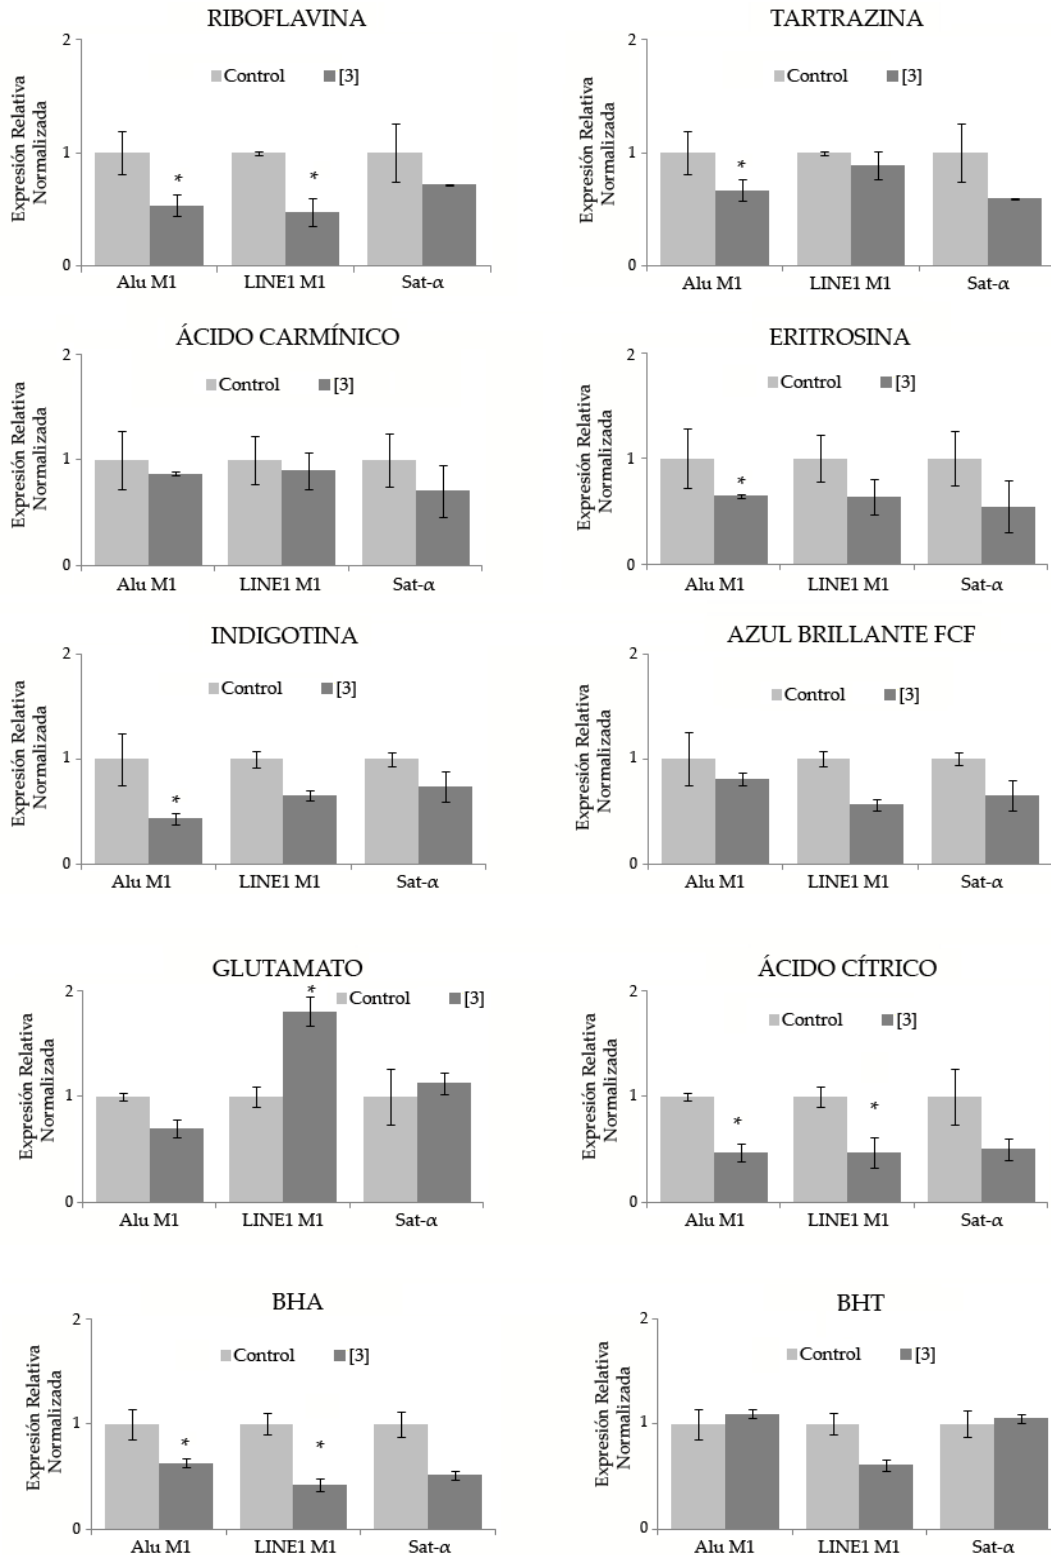 RIBOFLAVINA
Expresión Relativa
Normalizada
2
1
0
Control [3]
*
*
Alu M1 LINE1 M1 Sat-α
TARTRAZINA
Expresión Relativa
Normalizada
2
1
0
Control [3]
*
Alu M1 LINE1 M1 Sat-α
ÁCIDO CARMÍNICO
Expresión Relativa
Normalizada
2
1
0
Control [3]
Alu M1 LINE1 M1 Sat-α
ERITROSINA
Expresión Relativa
Normalizada
2
1
0
Control [3]
*
Alu M1 LINE1 M1 Sat-α
INDIGOTINA
Expresión Relativa
Normalizada
2
1
0
Control [3]
*
Alu M1 LINE1 M1 Sat-α
AZUL BRILLANTE FCF
Expresión Relativa
Normalizada
2
1
0
Control [3]
Alu M1 LINE1 M1 Sat-α
GLUTAMATO
Expresión Relativa
Normalizada
2
1
0
Control [3]
*
Alu M1 LINE1 M1 Sat-α
ÁCIDO CÍTRICO
Expresión Relativa
Normalizada
2
1
0
Control [3]
*
*
Alu M1 LINE1 M1 Sat-α
BHA
Expresión Relativa
Normalizada
2
1
0
Control [3]
*
*
Alu M1 LINE1 M1 Sat-α
BHT
Expresión Relativa
Normalizada
2
1
0
Control [3]
Alu M1 LINE1 M1 Sat-α